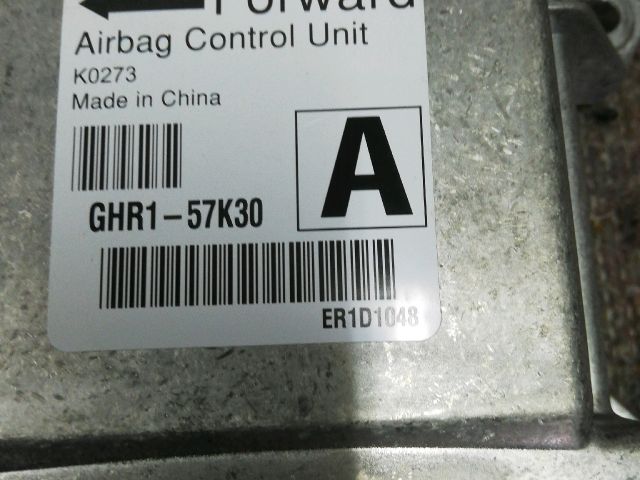 Forward
Airbag Control Unit
K0273
Made in China
A
GHR1-57K30
ER1D1048